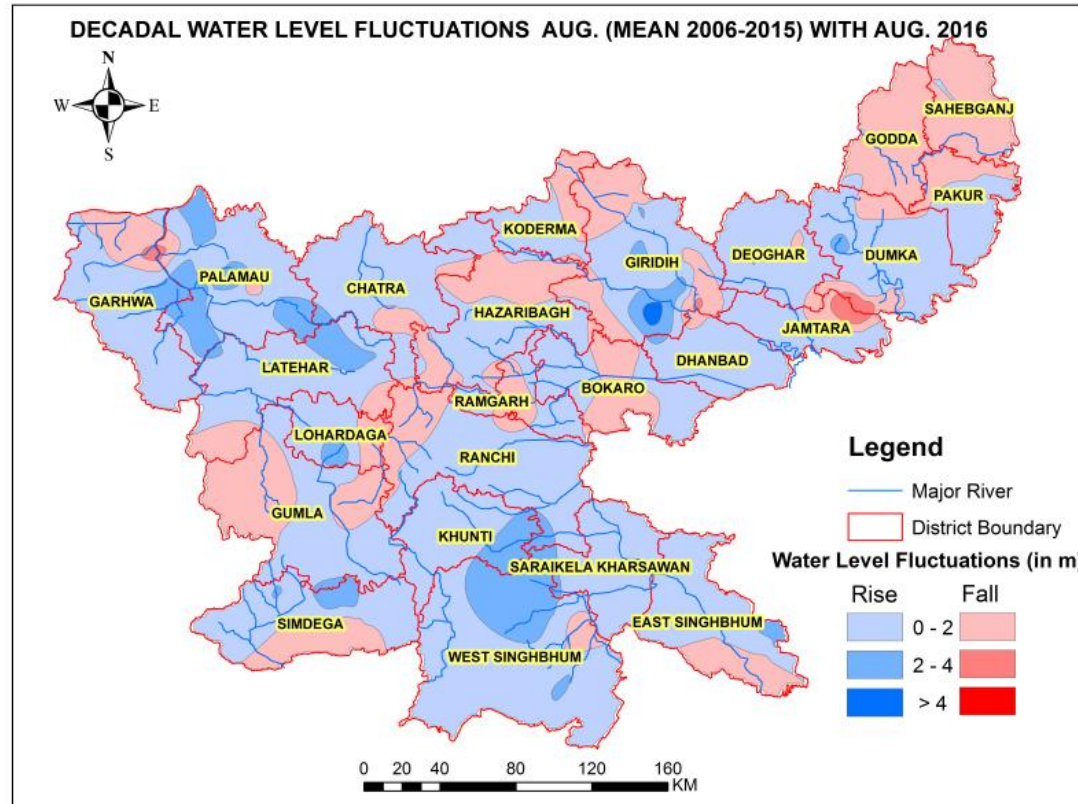 DECADAL WATER LEVEL FLUCTUATIONS AUG. (MEAN 2006-2015) WITH AUG. 2016
N
W E
S
SAHEBGANJ
GODDA
PAKUR
KODERMA
DEOGHAR
DUMKA
GIRIDIH
PALAMAU
CHATRA
GARHWA
HAZARIBAGH
JAMTARA
LATEHAR
DHANBAD
BOKARO
RAMGARH
LOHARDAGA
RANCHI
GUMLA
KHUNTI
SARAIKELA KHARSAWAN
SIMDEGA
EAST SINGHBHUM
WEST SINGHBHUM
Legend
Major River
District Boundary
Water Level Fluctuations (in m)
Rise Fall
0 - 2
2 - 4
> 4
0 20 40 80 120 160
KM